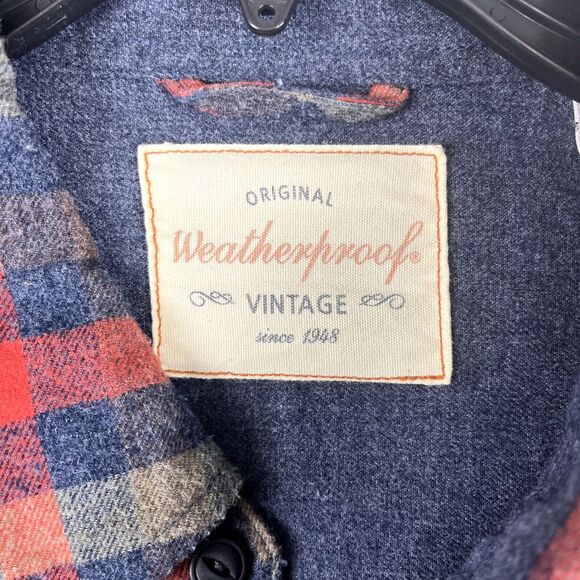 ORIGINAL
Weatherproof®
VINTAGE
since 1948